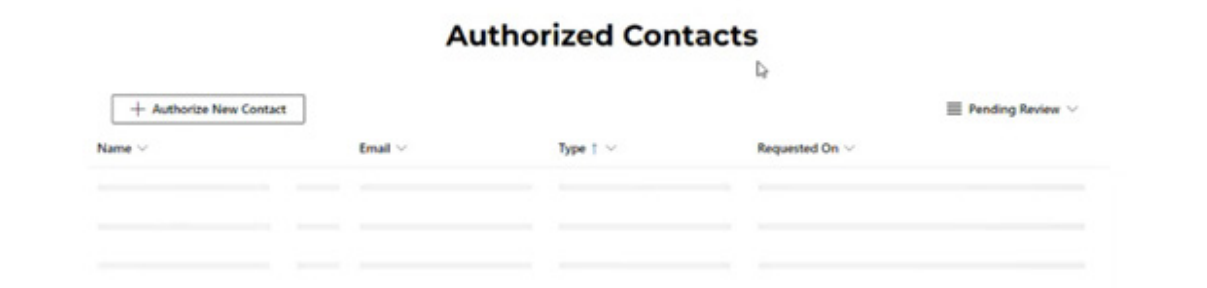 Authorized Contacts
+ Authorize New Contact
Pending Review
Name Email Type ↑ Requested On